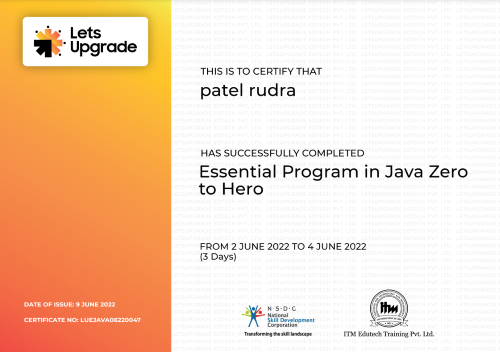 Lets
Upgrade
THIS IS TO CERTIFY THAT
patel rudra
HAS SUCCESSFULLY COMPLETED
Essential Program in Java Zero
to Hero
FROM 2 JUNE 2022 TO 4 JUNE 2022
(3 Days)
DATE OF ISSUE: 9 JUNE 2022
CERTIFICATE NO: LUEJAVA06220047
N·S·D·C
National
Skill Development
Corporation
Transforming the skill landscape
itm
ITM Edutech Training Pvt. Ltd.